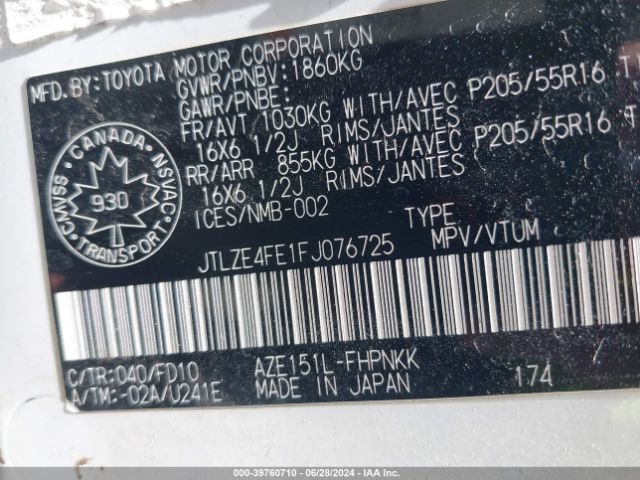 MFD.BY:TOYOTA MOTOR CORPORATION
GVWR/PNBV:1860KG
GAWR/PNBE:
FR/AVT 1030KG WITH/AVEC P205/55R16
16X6 1/2J RIMS/JANTES
RR/ARR 855KG WITH/AVEC P205/55R16
16X6 1/2J RIMS/JANTES
ICES/NMB-002
CANADA
CMVSS 930 NSVAC
TRANSPORT
TYPE
JTLZE4FE1FJ076725 MPV/VTUM
C/TR:040/FD10 AZE151L-FHPNKK
A/TM:-02A/U241E MADE IN JAPAN 174
000-39760710 | 06/28/2024 - IAA Inc.